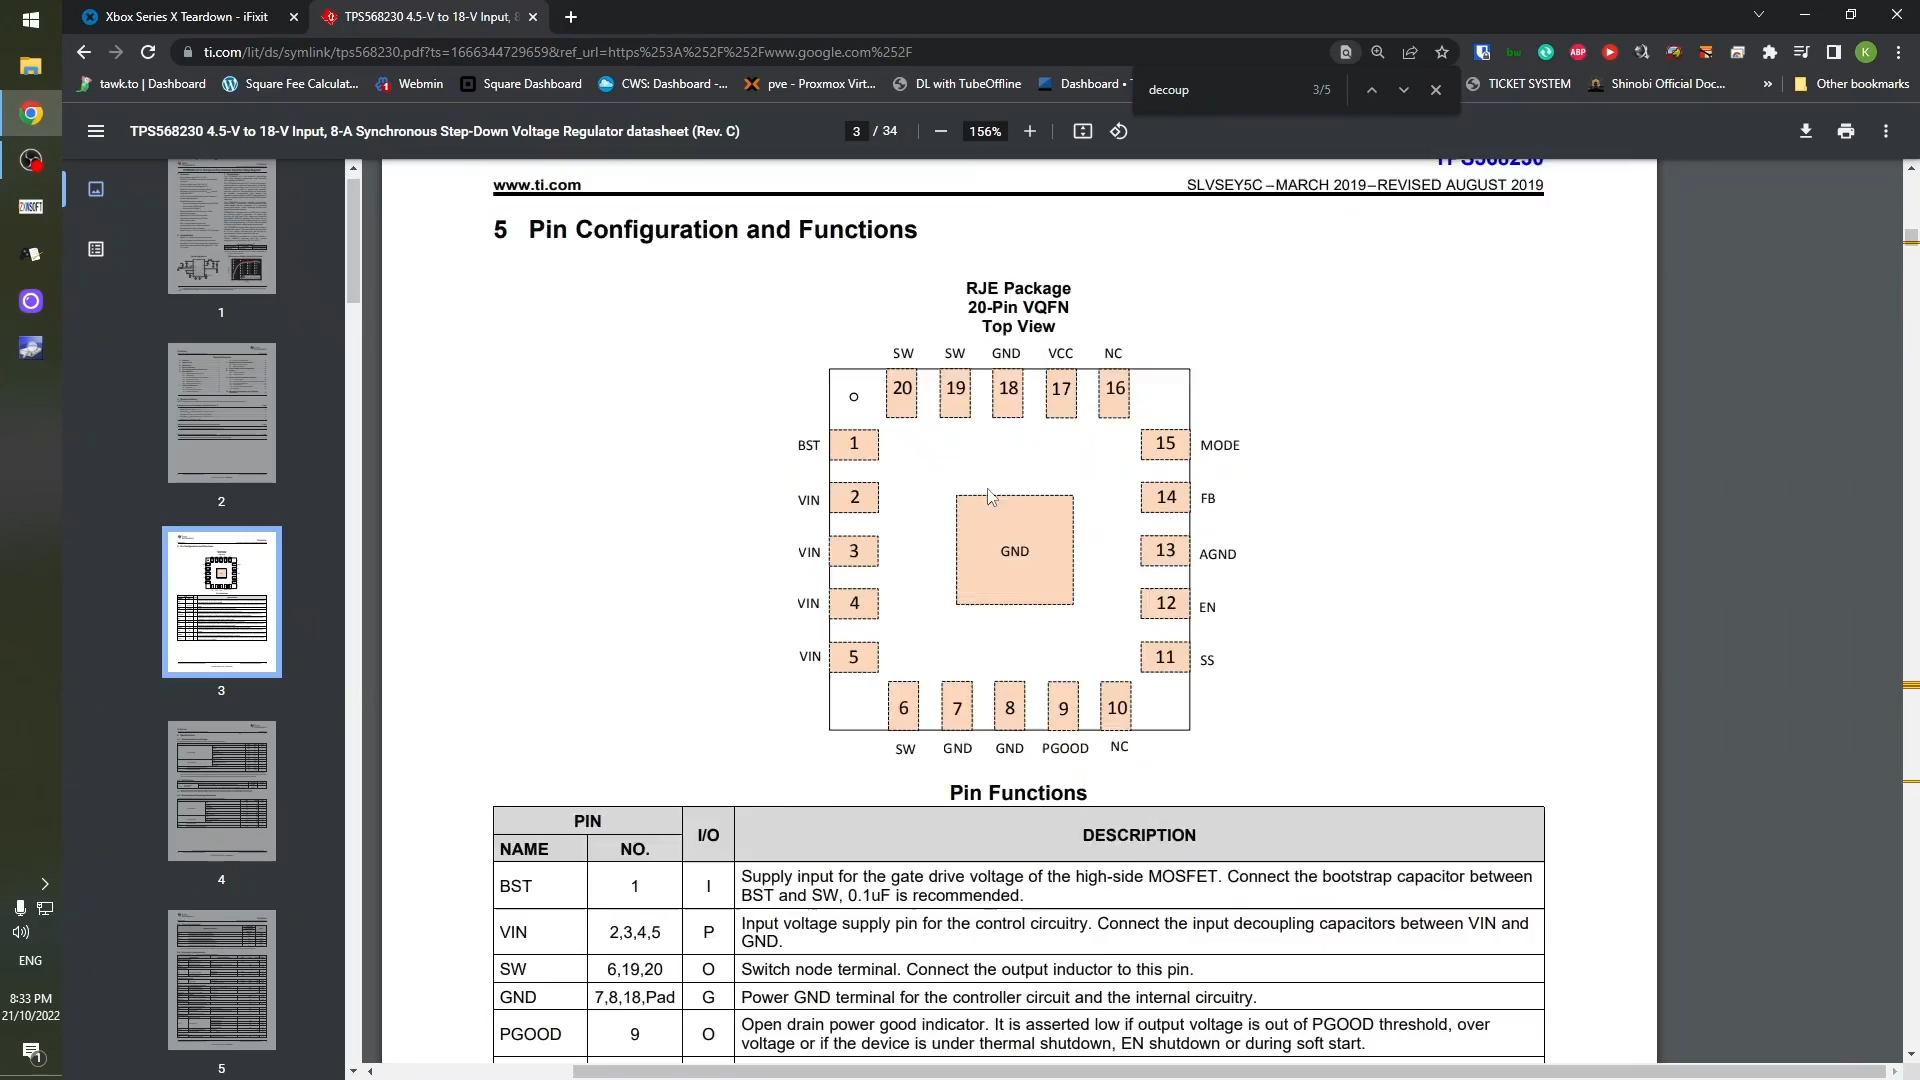 Xbox Series X Teardown - iFixit
TPS568230 4.5-V to 18-V Input, 8
ti.com/lit/ds/symlink/tps568230.pdf?ts=1666344729659&ref_url=https%253A%252F%252Fwww.google.com%252F
ABP
K
tawk.to | Dashboard
Square Fee Calculat...
Webmin
Square Dashboard
CWS: Dashboard -...
pve - Proxmox Virt...
DL with TubeOffline
Dashboard •
decoup
3/5
TICKET SYSTEM
Shinobi Official Doc...
»
Other bookmarks
TPS568230 4.5-V to 18-V Input, 8-A Synchronous Step-Down Voltage Regulator datasheet (Rev. C)
3 / 34
156%
1
2
3
4
5
TPS568230
www.ti.com
SLVSEY5C –MARCH 2019–REVISED AUGUST 2019
5 Pin Configuration and Functions
RJE Package
20-Pin VQFN
Top View
SW SW GND VCC NC
20 19 18 17 16
BST 1 15 MODE
VIN 2 14 FB
VIN 3 GND 13 AGND
VIN 4 12 EN
VIN 5 11 SS
6 7 8 9 10
SW GND GND PGOOD NC
Pin Functions
PIN
I/O
DESCRIPTION
NAME NO.
BST 1 I Supply input for the gate drive voltage of the high-side MOSFET. Connect the bootstrap capacitor between
BST and SW, 0.1uF is recommended.
VIN 2,3,4,5 P Input voltage supply pin for the control circuitry. Connect the input decoupling capacitors between VIN and
GND.
SW 6,19,20 O Switch node terminal. Connect the output inductor to this pin.
GND 7,8,18,Pad G Power GND terminal for the controller circuit and the internal circuitry.
PGOOD 9 O Open drain power good indicator. It is asserted low if output voltage is out of PGOOD threshold, over
voltage or if the device is under thermal shutdown, EN shutdown or during soft start.
ENG
8:33 PM
21/10/2022
1